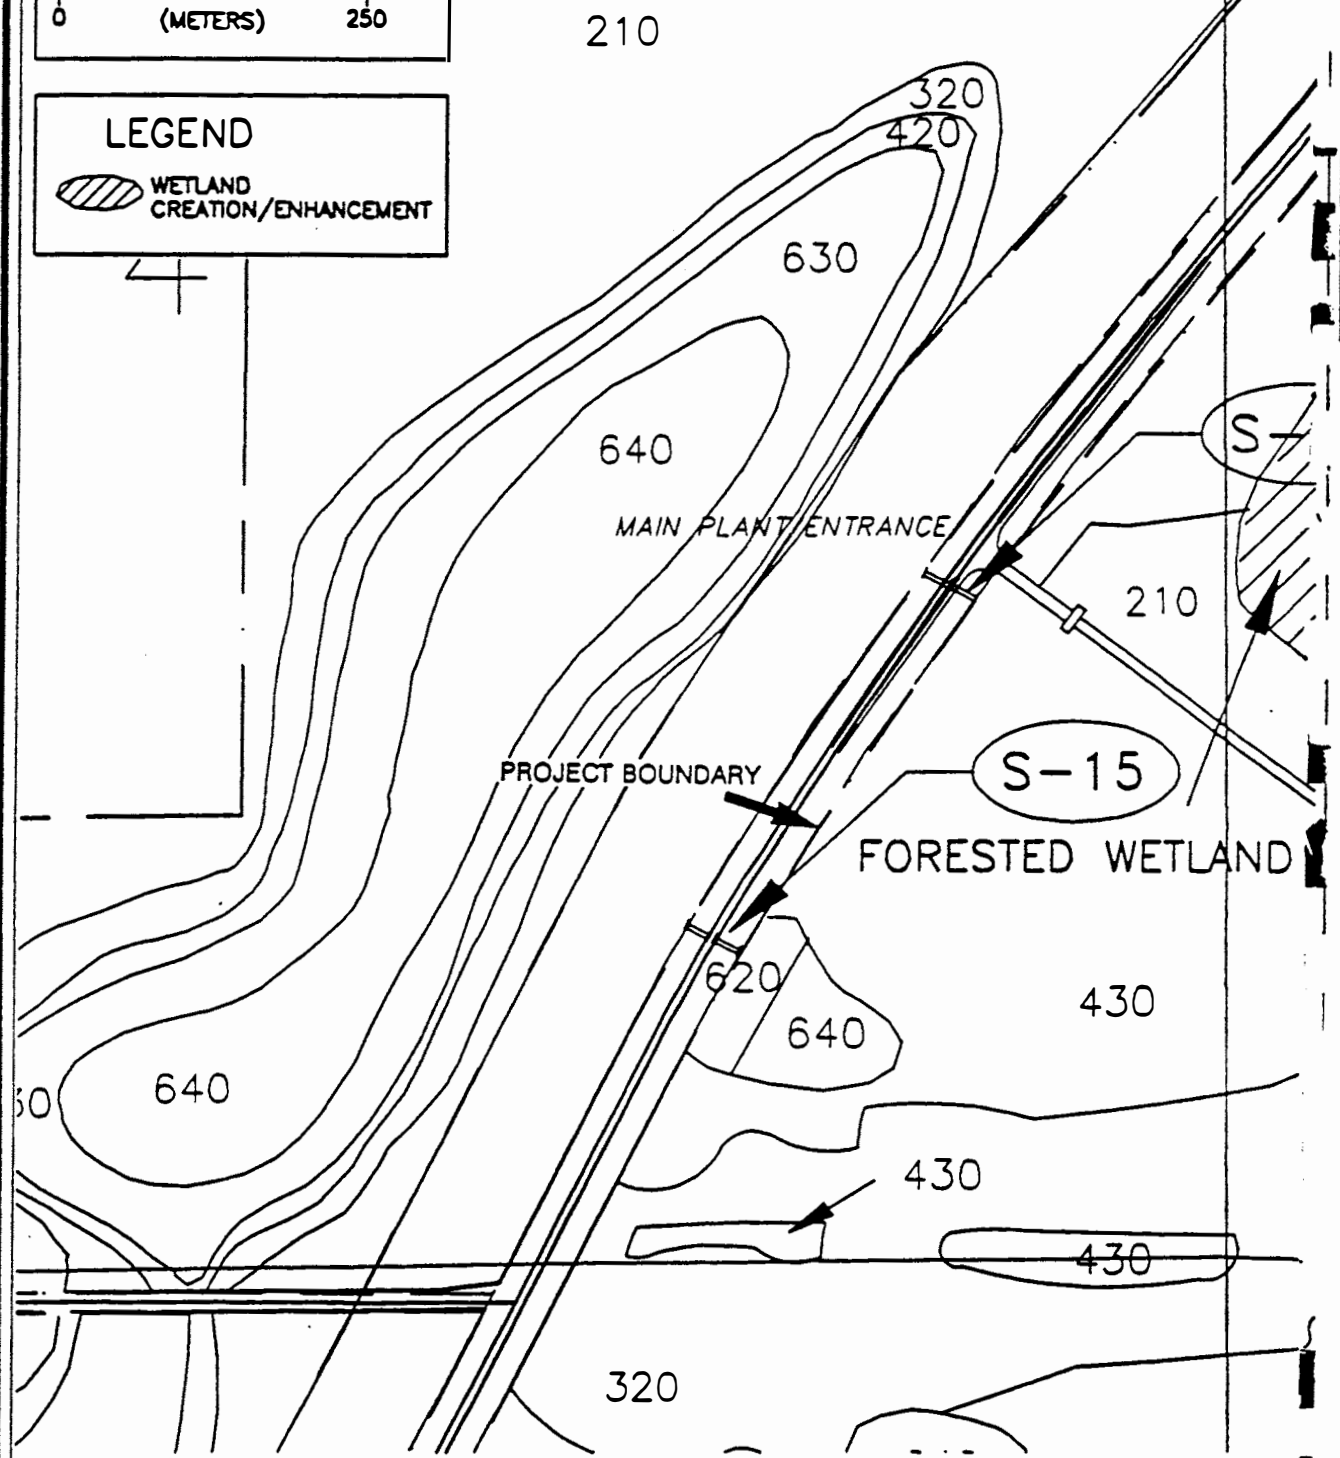 0 (METERS) 250
210
LEGEND
WETLAND
CREATION/ENHANCEMENT
320
420
630
640
S-
MAIN PLANT ENTRANCE
210
PROJECT BOUNDARY
S-15
FORESTED WETLAND
620
640
430
640
430
430
320